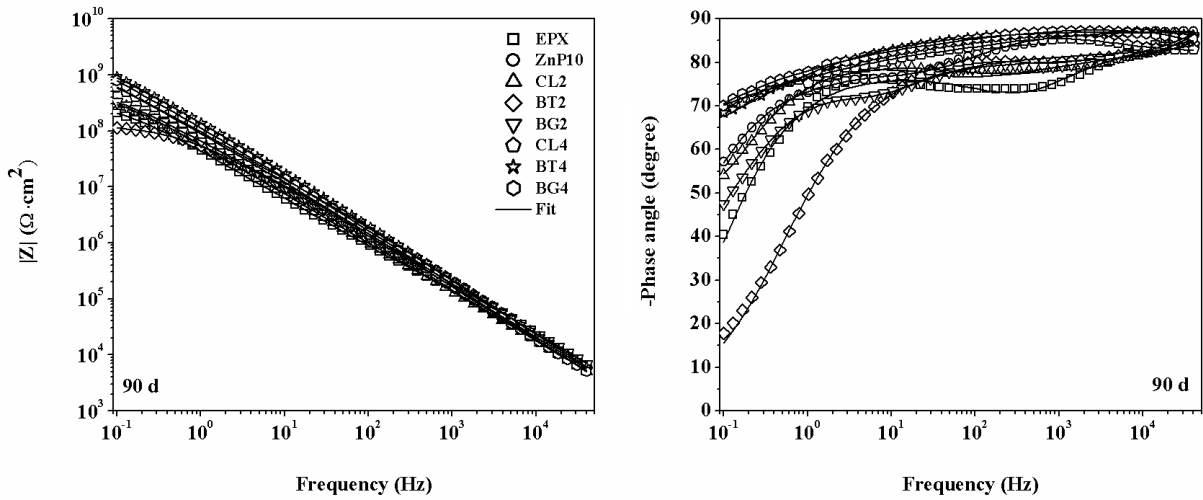 10^10
10^9
10^8
10^7
10^6
10^5
10^4
10^3
|Z| (Ω·cm²)
EPX
ZnP10
CL2
BT2
BG2
CL4
BT4
BG4
Fit
90 d
10^-1
10^0
10^1
10^2
10^3
10^4
Frequency (Hz)
90
80
70
60
50
40
30
20
10
0
-Phase angle (degree)
90 d
10^-1
10^0
10^1
10^2
10^3
10^4
Frequency (Hz)